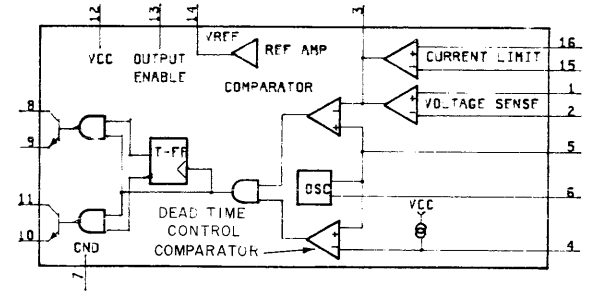 12
13
14
3
VCC
OUTPUT
ENABLE
VREF
REF AMP
16
CURRENT LIMIT
15
COMPARATOR
1
VOLTAGE SENSE
2
8
9
T-FF
5
OSC
6
11
10
DEAD TIME
CONTROL
COMPARATOR
VCC
4
GND
7